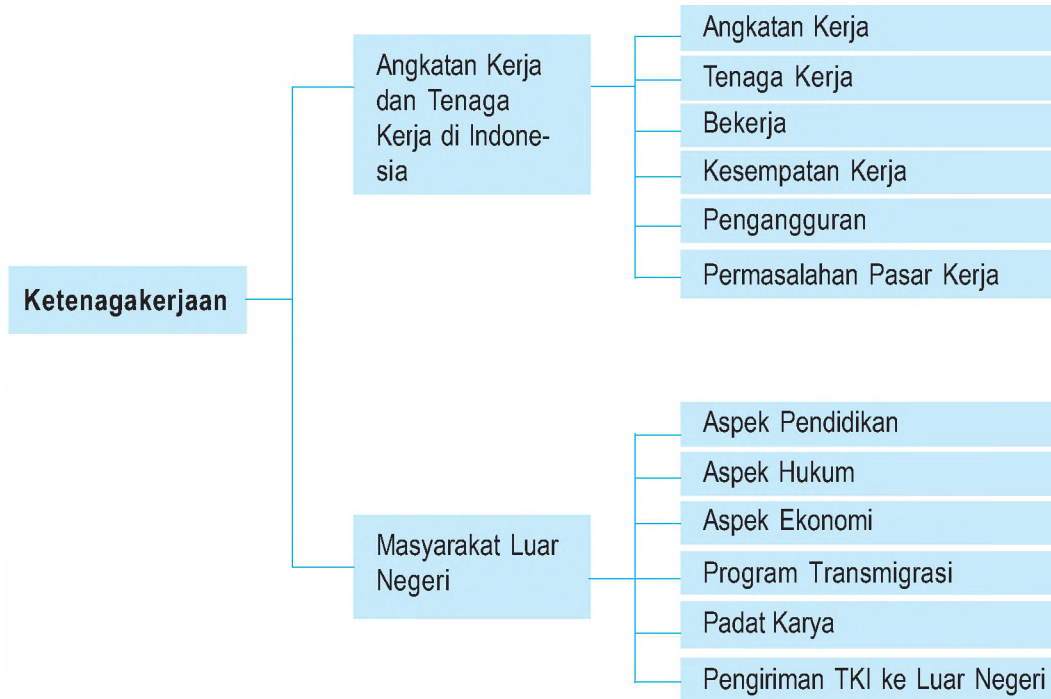 Ketenagakerjaan
Angkatan Kerja
dan Tenaga
Kerja di Indone-
sia
Angkatan Kerja
Tenaga Kerja
Bekerja
Kesempatan Kerja
Pengangguran
Permasalahan Pasar Kerja
Masyarakat Luar
Negeri
Aspek Pendidikan
Aspek Hukum
Aspek Ekonomi
Program Transmigrasi
Padat Karya
Pengiriman TKI ke Luar Negeri